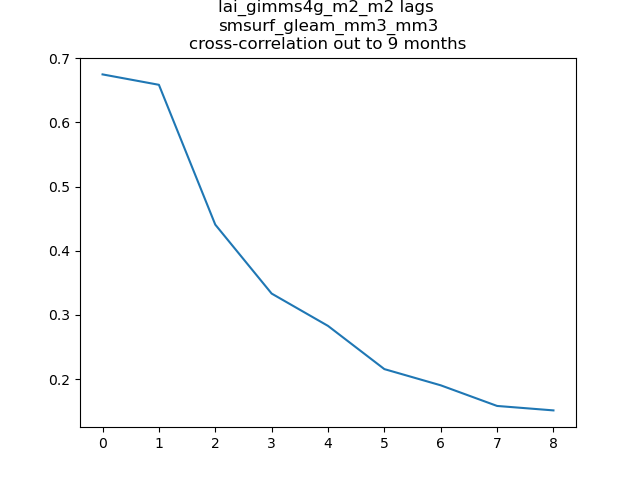 lai_gimms4g_m2_m2 lags
smsurf_gleam_mm3_mm3
cross-correlation out to 9 months
0.7
0.6
0.5
0.4
0.3
0.2
0 1 2 3 4 5 6 7 8